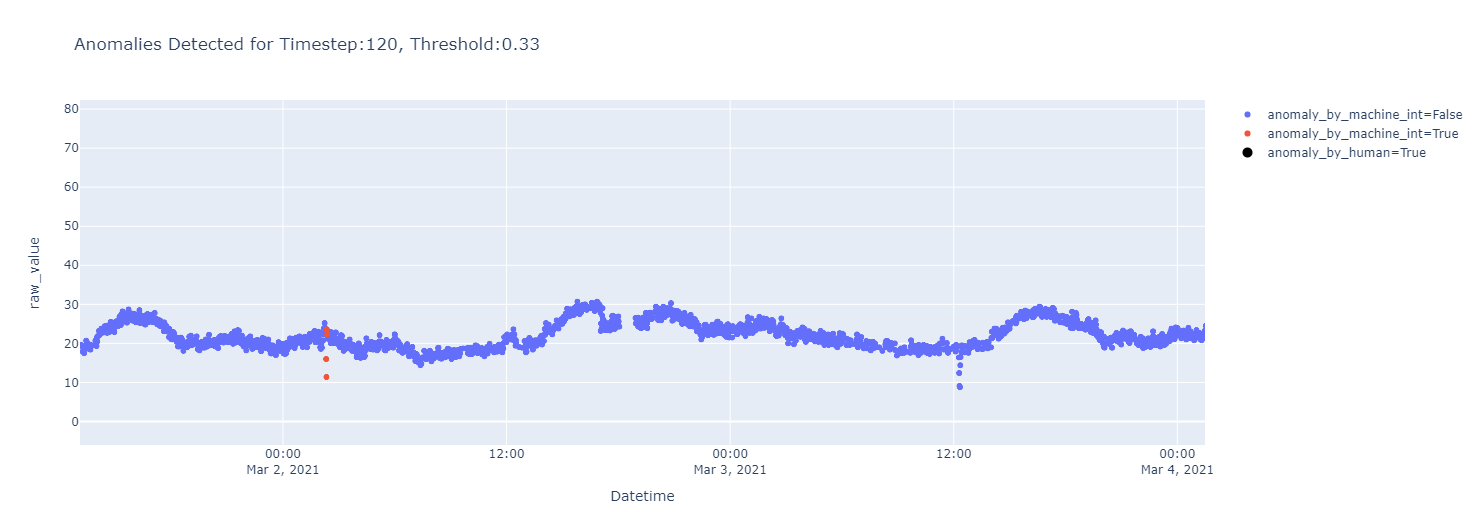 Anomalies Detected for Timestep:120, Threshold:0.33
anomaly_by_machine_int=False
anomaly_by_machine_int=True
anomaly_by_human=True
80
70
60
50
40
30
20
10
0
raw_value
00:00
Mar 2, 2021
12:00
00:00
Mar 3, 2021
12:00
00:00
Mar 4, 2021
Datetime